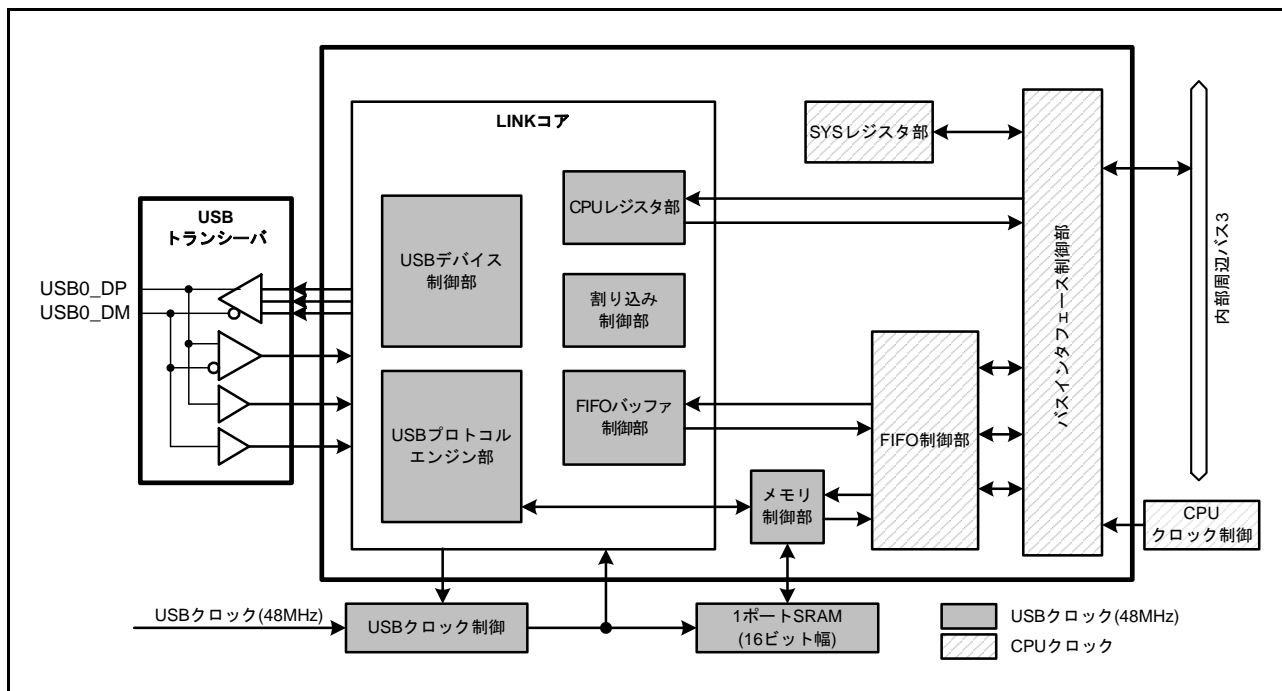 LINKコア
SYSレジスタ部
CPUレジスタ部
USB
トランシーバ
USBデバイス
制御部
USB0_DP
USB0_DM
割り込み
制御部
バスインタフェース制御部
内部周辺バス3
USBプロトコル
エンジン部
FIFOバッファ
制御部
FIFO制御部
メモリ
制御部
CPU
クロック制御
USBクロック(48MHz)
USBクロック制御
1ポートSRAM
(16ビット幅)
USBクロック(48MHz)
CPUクロック